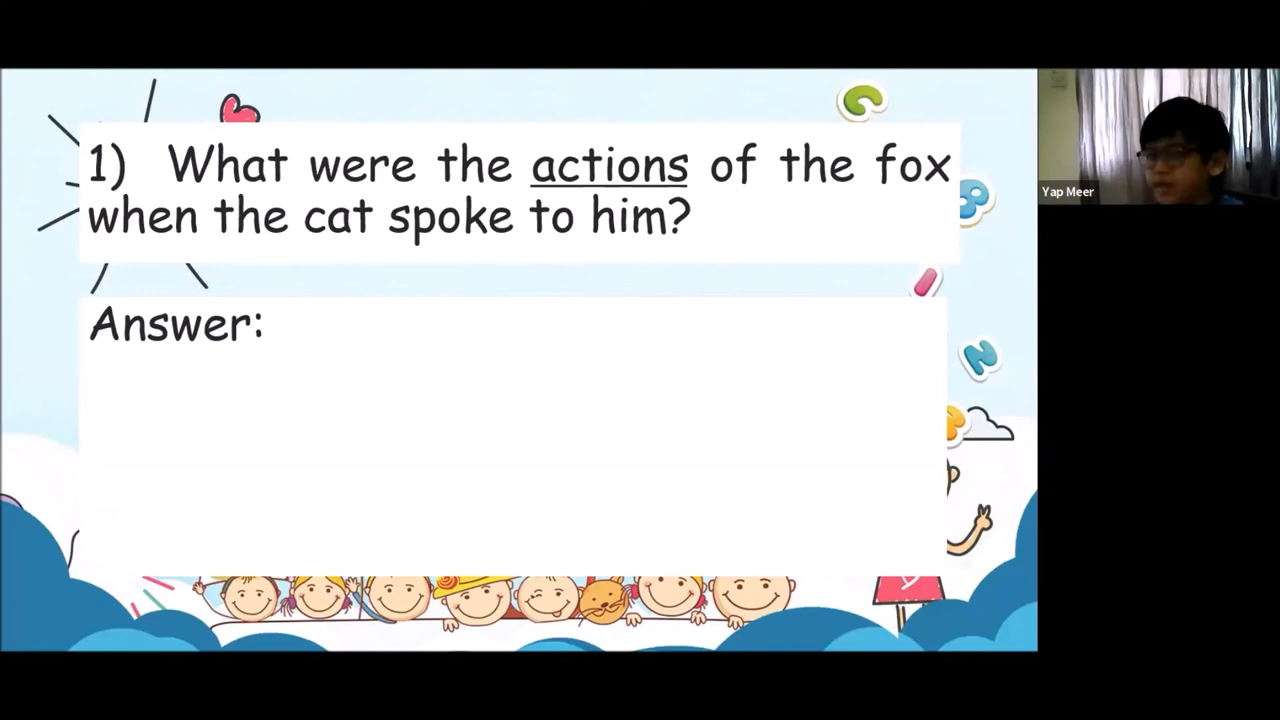 1) What were the actions of the fox
when the cat spoke to him?
Answer:
Yap Meer